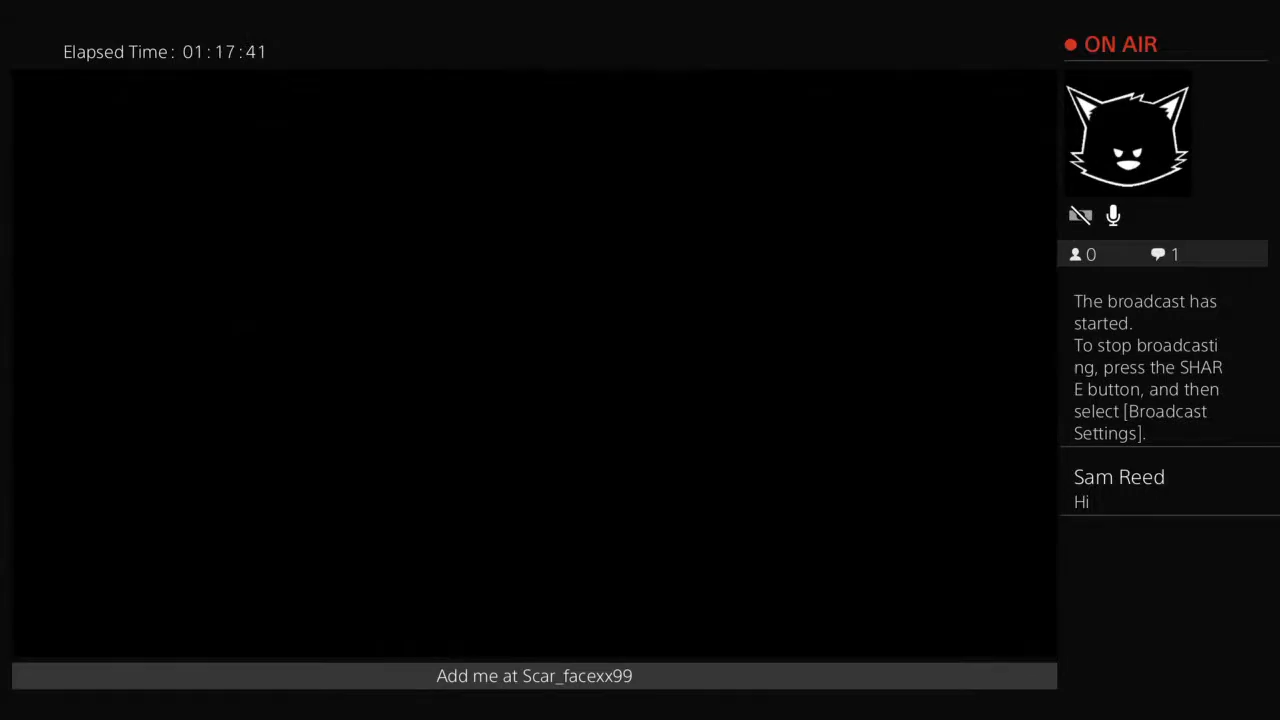 Elapsed Time: 01:17:41
ON AIR
0 1
The broadcast has
started.
To stop broadcasti
ng, press the SHAR
E button, and then
select [Broadcast
Settings].
Sam Reed
Hi
Add me at Scar_facexx99